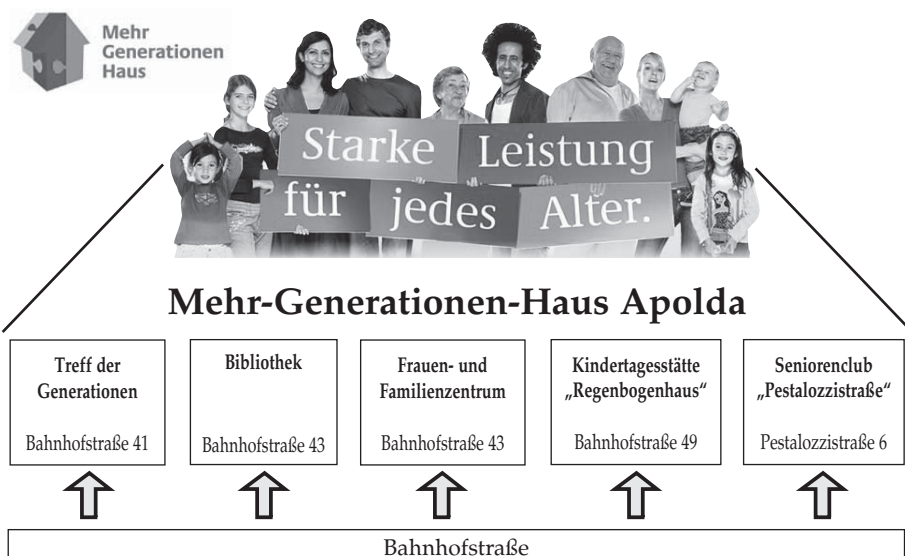 Mehr
Generationen
Haus
Starke Leistung
für jedes Alter.
Mehr-Generationen-Haus Apolda
Treff der
Generationen
Bahnhofstraße 41
Bibliothek
Bahnhofstraße 43
Frauen- und
Familienzentrum
Bahnhofstraße 43
Kindertagesstätte
„Regenbogenhaus“
Bahnhofstraße 49
Seniorenclub
„Pestalozzistraße“
Pestalozzistraße 6
Bahnhofstraße